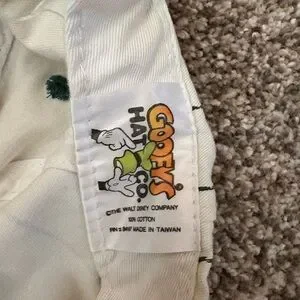 GOOFY'S
HAT
CO.
©THE WALT DISNEY COMPANY
100% COTTON
MADE IN TAIWAN